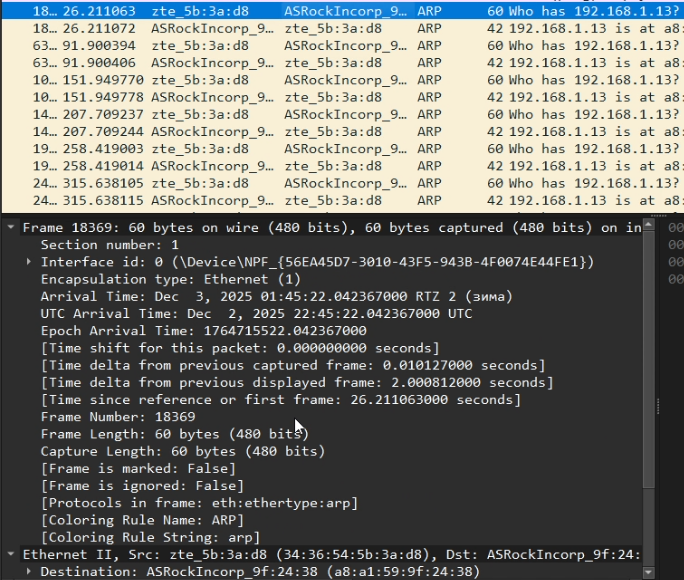 18… 26.211063 zte_5b:3a:d8 ASRockIncorp_9… ARP 60 Who has 192.168.1.13?
18… 26.211072 ASRockIncorp_9… zte_5b:3a:d8 ARP 42 192.168.1.13 is at a8:
63… 91.900394 zte_5b:3a:d8 ASRockIncorp_9… ARP 60 Who has 192.168.1.13?
63… 91.900406 ASRockIncorp_9… zte_5b:3a:d8 ARP 42 192.168.1.13 is at a8:
10… 151.949770 zte_5b:3a:d8 ASRockIncorp_9… ARP 60 Who has 192.168.1.13?
10… 151.949778 ASRockIncorp_9… zte_5b:3a:d8 ARP 42 192.168.1.13 is at a8:
14… 207.709237 zte_5b:3a:d8 ASRockIncorp_9… ARP 60 Who has 192.168.1.13?
14… 207.709244 ASRockIncorp_9… zte_5b:3a:d8 ARP 42 192.168.1.13 is at a8:
19… 258.419003 zte_5b:3a:d8 ASRockIncorp_9… ARP 60 Who has 192.168.1.13?
19… 258.419014 ASRockIncorp_9… zte_5b:3a:d8 ARP 42 192.168.1.13 is at a8:
24… 315.638105 zte_5b:3a:d8 ASRockIncorp_9… ARP 60 Who has 192.168.1.13?
24… 315.638115 ASRockIncorp_9… zte_5b:3a:d8 ARP 42 192.168.1.13 is at a8:
Frame 18369: 60 bytes on wire (480 bits), 60 bytes captured (480 bits) on in
Section number: 1
Interface id: 0 (\Device\NPF_{56EA45D7-3010-43F5-943B-4F0074E44FE1})
Encapsulation type: Ethernet (1)
Arrival Time: Dec 3, 2025 01:45:22.042367000 RTZ 2 (зима)
UTC Arrival Time: Dec 2, 2025 22:45:22.042367000 UTC
Epoch Arrival Time: 1764715522.042367000
[Time shift for this packet: 0.000000000 seconds]
[Time delta from previous captured frame: 0.010127000 seconds]
[Time delta from previous displayed frame: 2.000812000 seconds]
[Time since reference or first frame: 26.211063000 seconds]
Frame Number: 18369
Frame Length: 60 bytes (480 bits)
Capture Length: 60 bytes (480 bits)
[Frame is marked: False]
[Frame is ignored: False]
[Protocols in frame: eth:ethertype:arp]
[Coloring Rule Name: ARP]
[Coloring Rule String: arp]
Ethernet II, Src: zte_5b:3a:d8 (34:36:54:5b:3a:d8), Dst: ASRockIncorp_9f:24:
Destination: ASRockIncorp_9f:24:38 (a8:a1:59:9f:24:38)
00
00
00
00